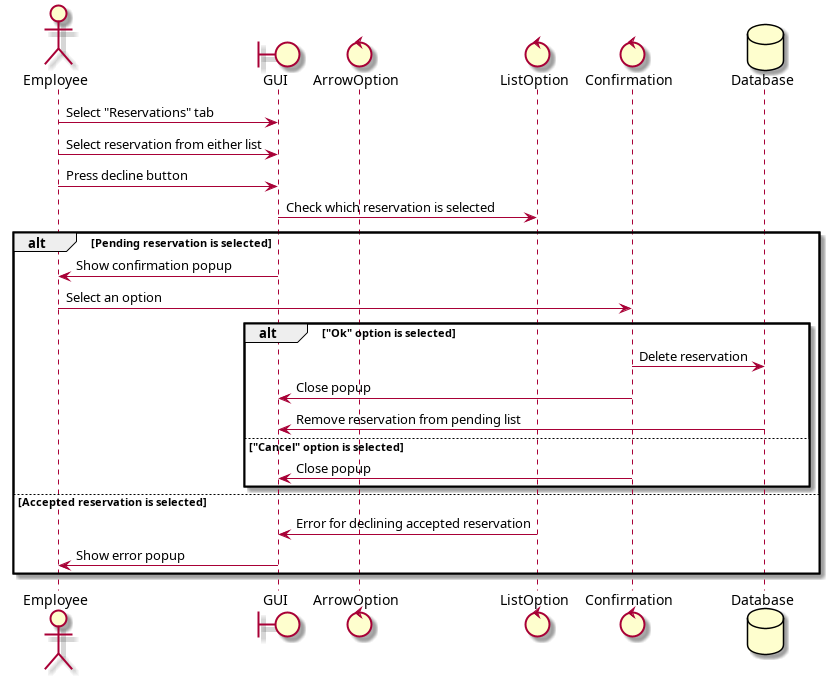 Employee GUI ArrowOption ListOption Confirmation Database
Select "Reservations" tab
Select reservation from either list
Press decline button
Check which reservation is selected
alt [Pending reservation is selected]
Show confirmation popup
Select an option
alt ["Ok" option is selected]
Delete reservation
Close popup
Remove reservation from pending list
["Cancel" option is selected]
Close popup
[Accepted reservation is selected]
Error for declining accepted reservation
Show error popup
Employee GUI ArrowOption ListOption Confirmation Database